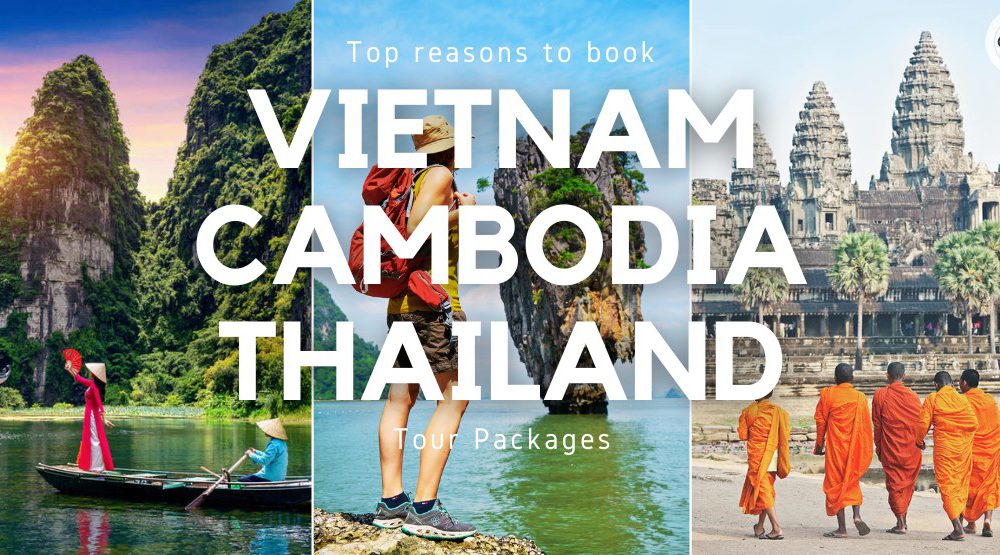 Top reasons to book
VIETNAM
CAMBODIA
THAILAND
Tour Packages